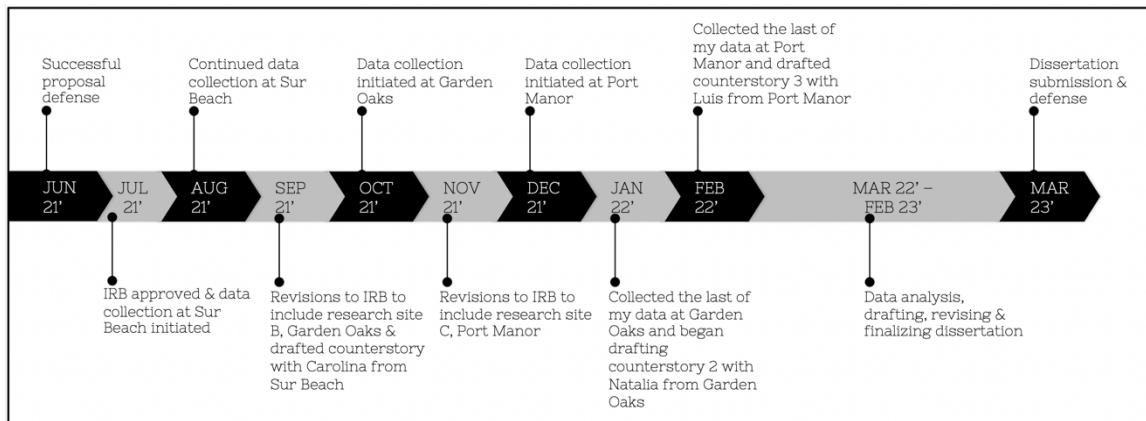 Successful
proposal
defense
Continued data
collection at Sur
Beach
Data collection
initiated at Garden
Oaks
Data collection
initiated at Port
Manor
Collected the last of
my data at Port
Manor and drafted
counterstory 3 with
Luis from Port Manor
Dissertation
submission &
defense
JUN
21'
JUL
21'
AUG
21'
SEP
21'
OCT
21'
NOV
21'
DEC
21'
JAN
22'
FEB
22'
MAR 22' –
FEB 23'
MAR
23'
IRB approved & data
collection at Sur
Beach initiated
Revisions to IRB to
include research site
B, Garden Oaks &
drafted counterstory
with Carolina from
Sur Beach
Revisions to IRB to
include research site
C, Port Manor
Collected the last of
my data at Garden
Oaks and began
drafting
counterstory 2 with
Natalia from Garden
Oaks
Data analysis,
drafting, revising &
finalizing dissertation